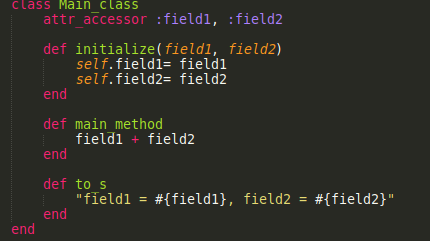 class Main_class
attr_accessor :field1, :field2
def initialize(field1, field2)
self.field1= field1
self.field2= field2
end
def main_method
field1 + field2
end
def to_s
"field1 = #{field1}, field2 = #{field2}"
end
end